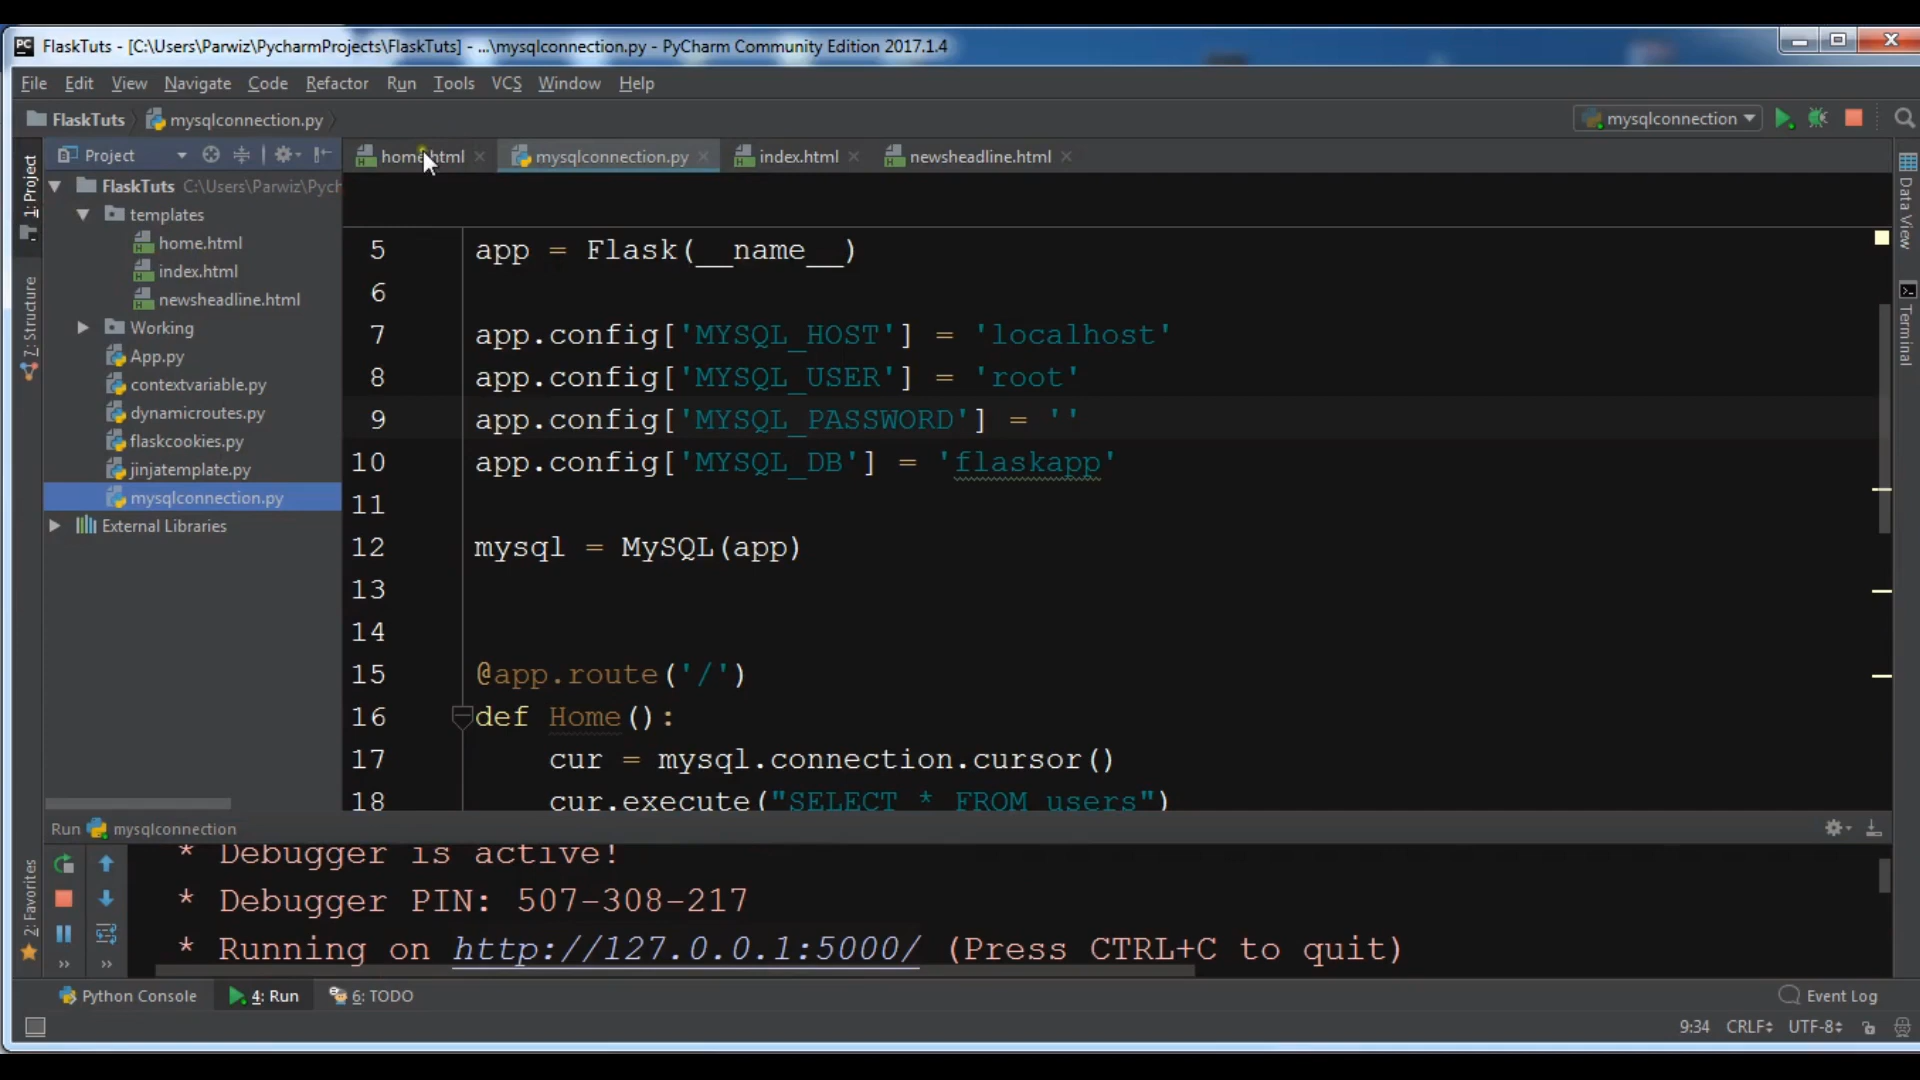 FlaskTuts - [C:\Users\Parwiz\PycharmProjects\FlaskTuts] - ...\mysqlconnection.py - PyCharm Community Edition 2017.1.4
File Edit View Navigate Code Refactor Run Tools VCS Window Help
FlaskTuts mysqlconnection.py
mysqlconnection
Project
home.html mysqlconnection.py index.html newsheadline.html
1: Project
7: Structure
2: Favorites
FlaskTuts C:\Users\Parwiz\Pych
templates
home.html
index.html
newsheadline.html
Working
App.py
contextvariable.py
dynamicroutes.py
flaskcookies.py
jinjatemplate.py
mysqlconnection.py
External Libraries
5 app = Flask(__name__)
6
7 app.config['MYSQL_HOST'] = 'localhost'
8 app.config['MYSQL_USER'] = 'root'
9 app.config['MYSQL_PASSWORD'] = ''
10 app.config['MYSQL_DB'] = 'flaskapp'
11
12 mysql = MySQL(app)
13
14
15 @app.route('/')
16 def Home():
17 cur = mysql.connection.cursor()
18 cur.execute("SELECT * FROM users")
Data View
Terminal
Run mysqlconnection
* Debugger is active!
* Debugger PIN: 507-308-217
* Running on http://127.0.0.1:5000/ (Press CTRL+C to quit)
Python Console 4: Run 6: TODO Event Log
9:34 CRLF UTF-8